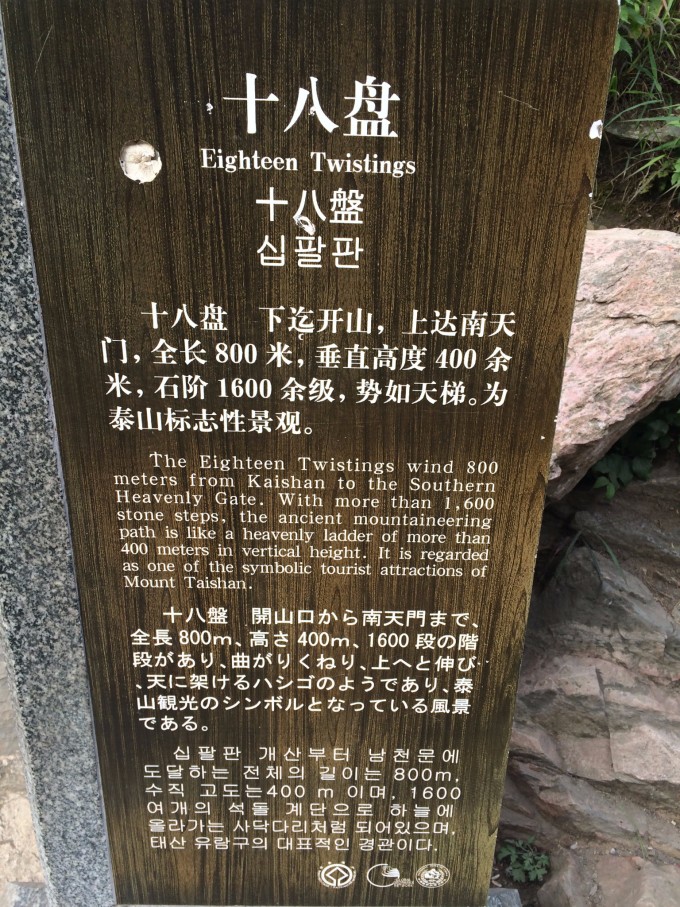 十八盘
Eighteen Twistings
十八盤
십팔판
十八盘　下迄开山，上达南天
门，全长 800 米，垂直高度 400 余
米，石阶 1600 余级，势如天梯。为
泰山标志性景观。
The Eighteen Twistings wind 800
meters from Kaishan to the Southern
Heavenly Gate. With more than 1,600
stone steps, the ancient mountaineering
path is like a heavenly ladder of more than
400 meters in vertical height. It is regarded
as one of the symbolic tourist attractions of
Mount Taishan.
十八盤　開山口から南天門まで、
全長 800m、高さ 400m、1600 段の階
段があり、曲がりくねり、上へと伸び
、天に架けるハシゴのようであり、泰
山観光のシンボルとなっている風景
である。
십팔판 개산부터 남천문에
도달하는 전체의 길이는 800m,
수직 고도는 400 m 이며, 1600
여개의 석돌 계단으로 하늘에
올라가는 사닥다리처럼 되어있으며,
태산 유람구의 대표적인 경관이다.